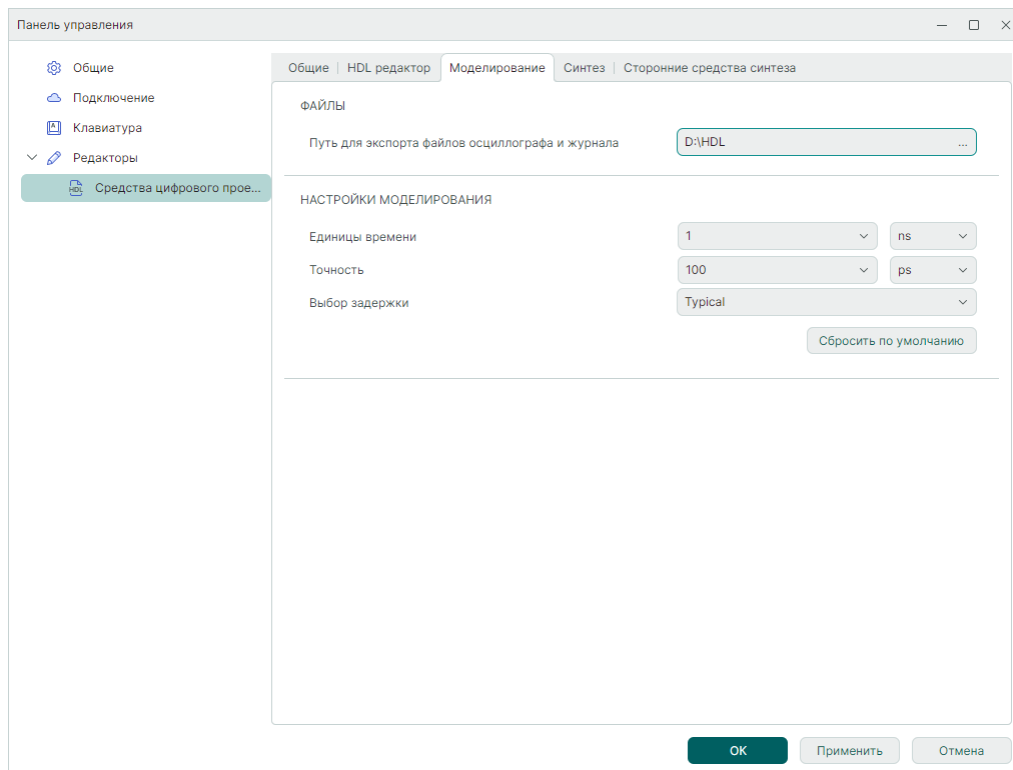 Панель управления
Общие
Подключение
Клавиатура
Редакторы
Средства цифрового прое...
Общие | HDL редактор Моделирование Синтез | Сторонние средства синтеза
ФАЙЛЫ
Путь для экспорта файлов осциллографа и журнала D:\HDL ...
НАСТРОЙКИ МОДЕЛИРОВАНИЯ
Единицы времени 1 ns
Точность 100 ps
Выбор задержки Typical
Сбросить по умолчанию
OK Применить Отмена